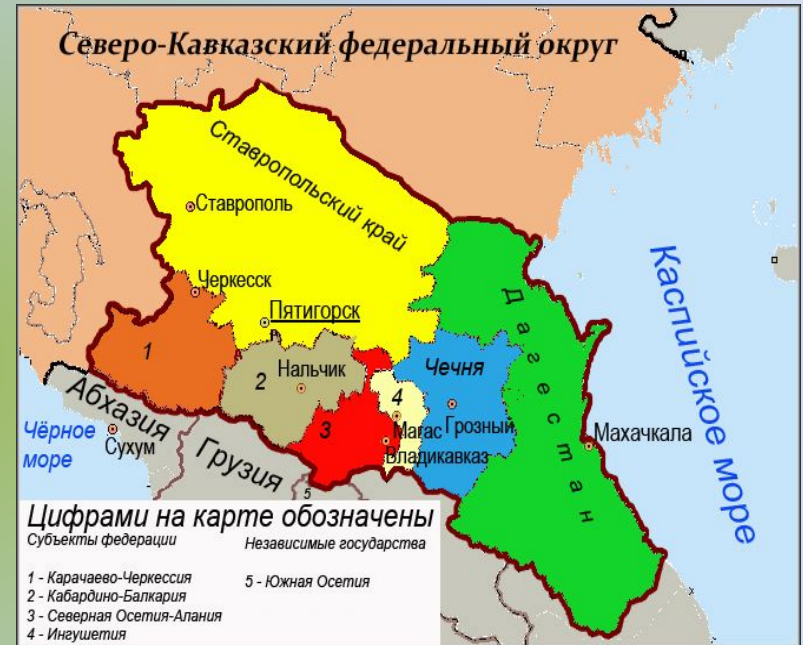 Северо-Кавказский федеральный округ
Ставропольский край
Ставрополь
Черкесск
Пятигорск
Дагестан
Каспийское море
1
2
Нальчик
Чечня
4
Магас
Грозный
3
Владикавказ
Махачкала
Абхазия
Чёрное
море
Сухум
Грузия
5
Цифрами на карте обозначены
Субъекты федерации
Независимые государства
1 - Карачаево-Черкессия
5 - Южная Осетия
2 - Кабардино-Балкария
3 - Северная Осетия-Алания
4 - Ингушетия